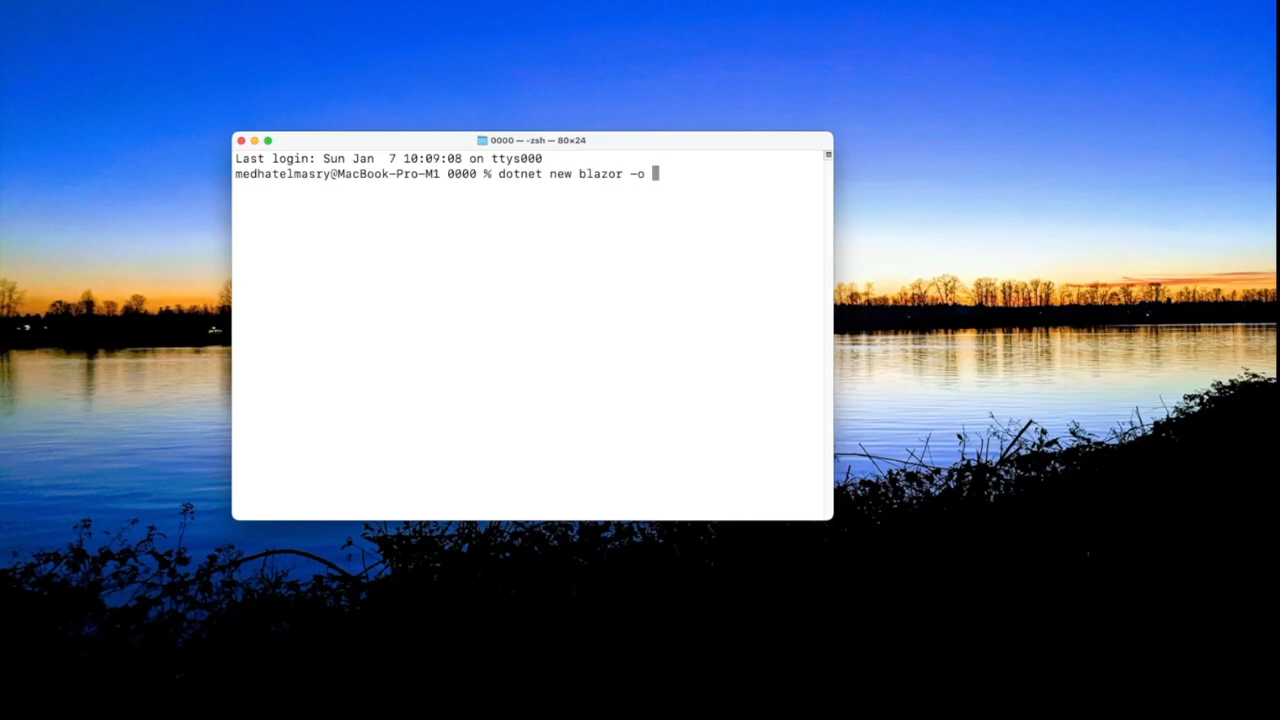 0000 — -zsh — 80×24
Last login: Sun Jan  7 10:09:08 on ttys000
medhatelmasry@MacBook-Pro-M1 0000 % dotnet new blazor -o